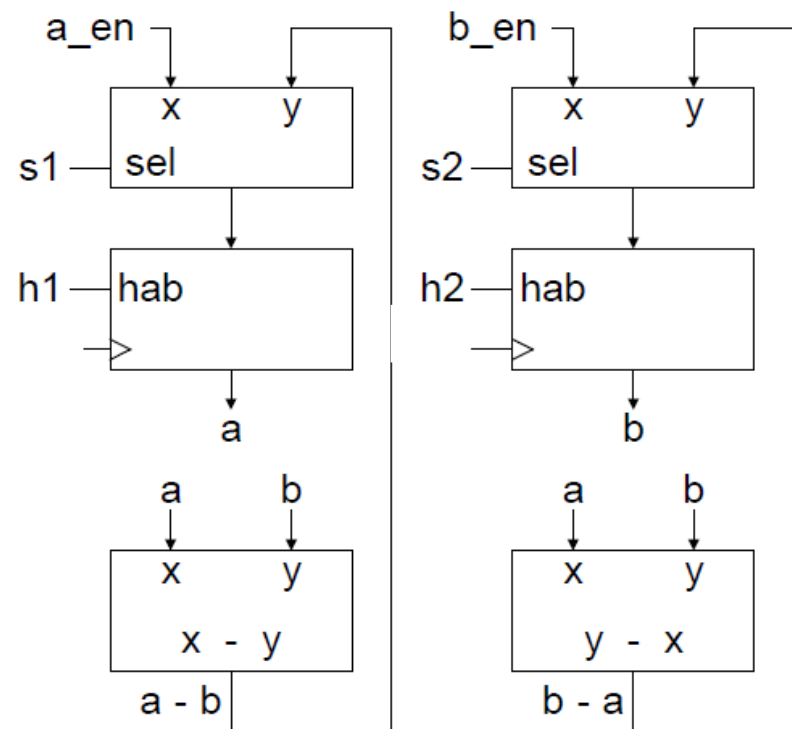 a_en b_en
x y x y
s1 sel s2 sel
h1 hab h2 hab
a b
a b a b
x y x y
x - y y - x
a - b b - a